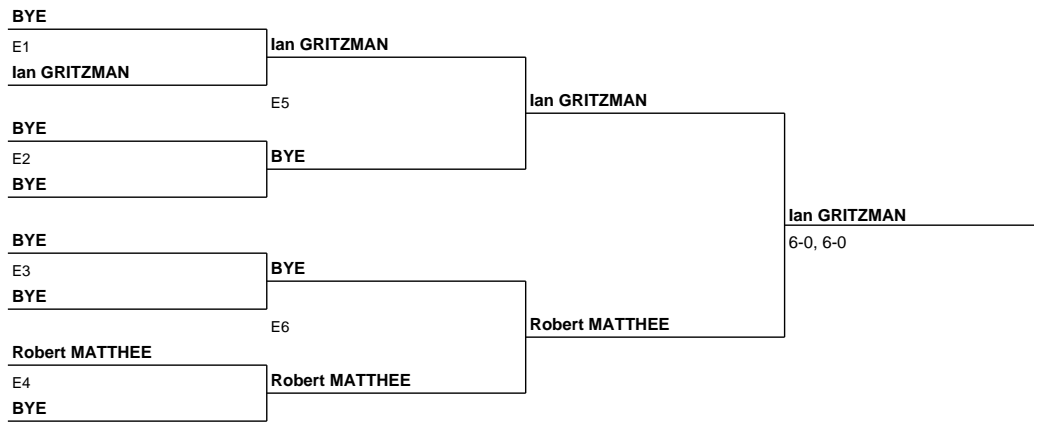 BYE
E1
Ian GRITZMAN
Ian GRITZMAN
E5
Ian GRITZMAN
BYE
E2
BYE
BYE
Ian GRITZMAN
6-0, 6-0
BYE
E3
BYE
BYE
E6
Robert MATTHEE
Robert MATTHEE
E4
Robert MATTHEE
BYE